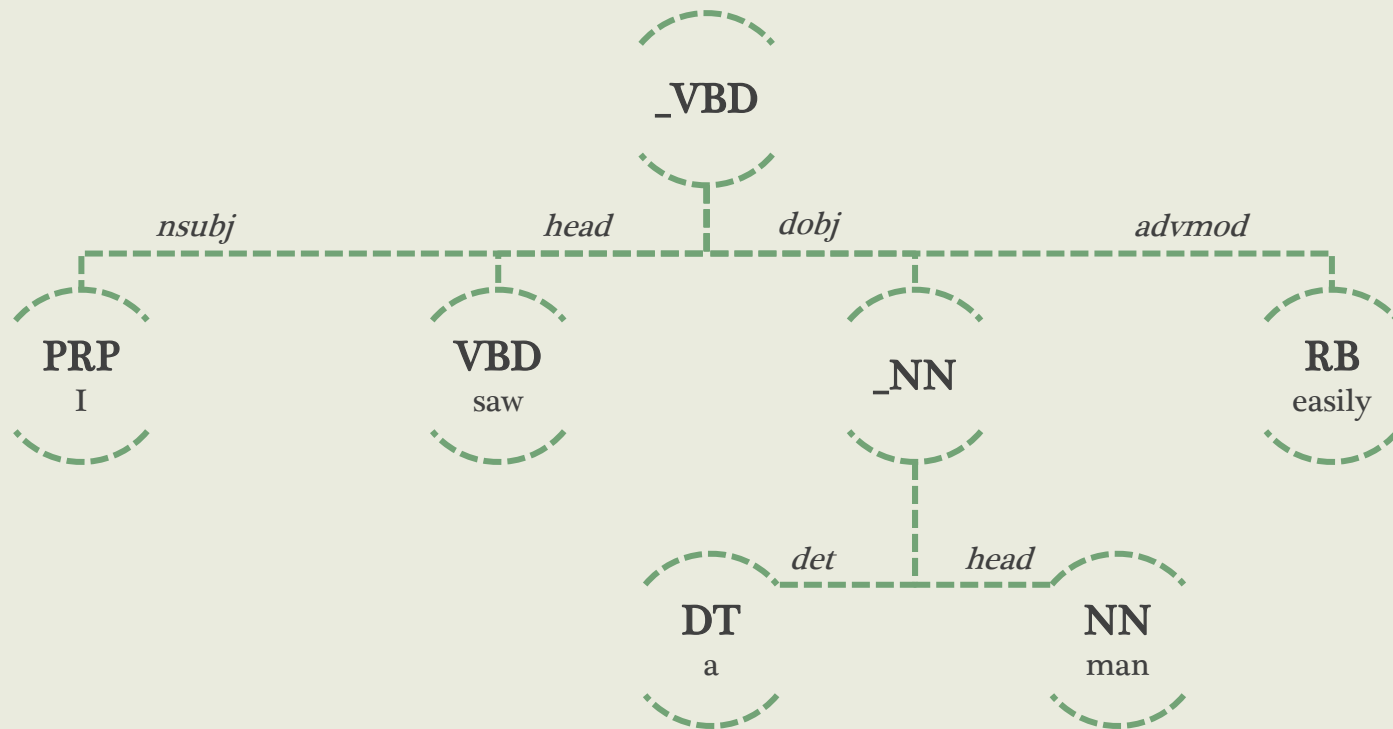 _VBD
nsubj
head
dobj
advmod
PRP
I
VBD
saw
_NN
RB
easily
det
head
DT
a
NN
man